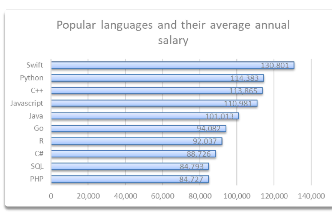 Popular languages and their average annual
salary
Swift 130,801
Python 114,383
C++ 113,865
Javascript 110,981
Java 101,013
Go 94,082
R 92,037
C# 88,726
SQL 84,793
PHP 84,727
0 20,000 40,000 60,000 80,000 100,000 120,000 140,000